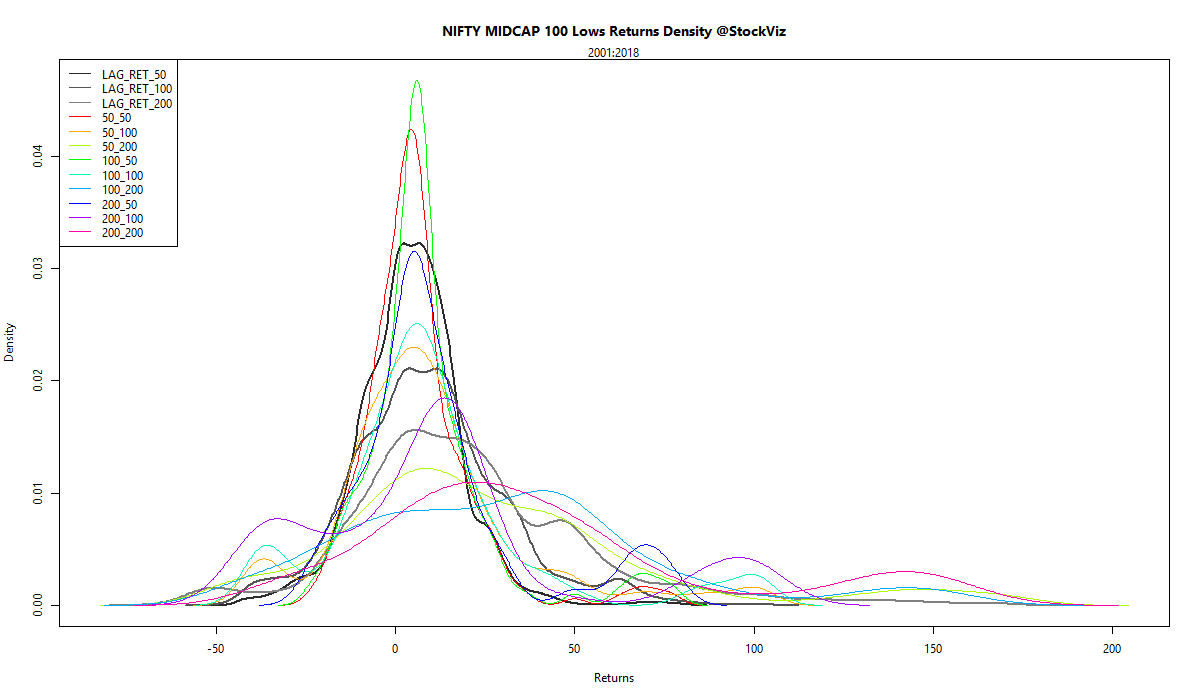 NIFTY MIDCAP 100 Lows Returns Density @StockViz
2001:2018
LAG_RET_50
LAG_RET_100
LAG_RET_200
50_50
50_100
50_200
100_50
100_100
100_200
200_50
200_100
200_200
Density
0.04
0.03
0.02
0.01
0.00
-50 0 50 100 150 200
Returns